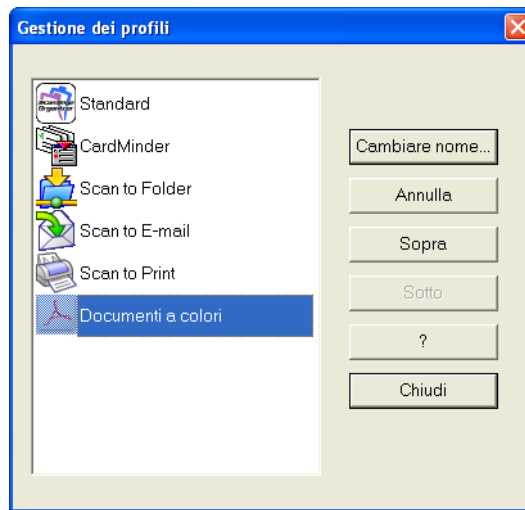 Gestione dei profili
Standard
CardMinder
Scan to Folder
Scan to E-mail
Scan to Print
Documenti a colori
Cambiare nome...
Annulla
Sopra
Sotto
?
Chiudi